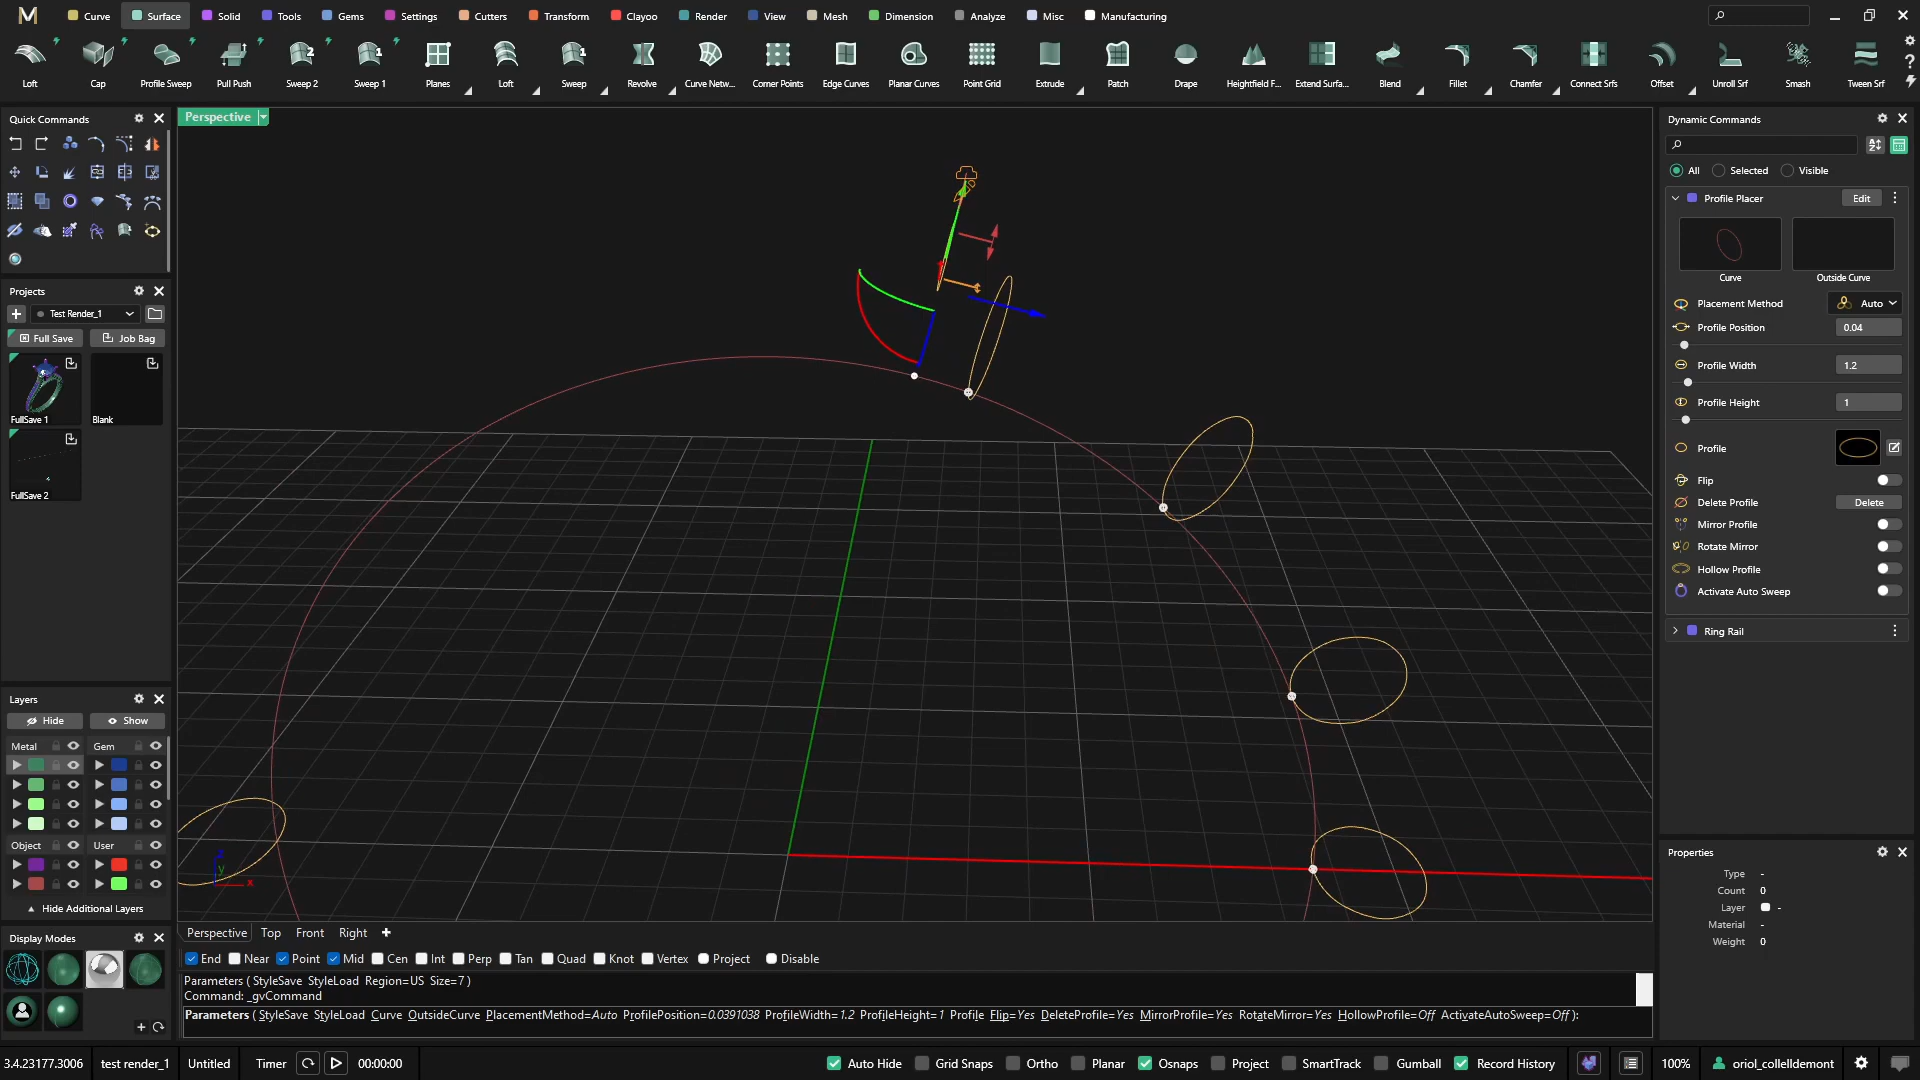 Curve Surface Solid Tools Gems Settings Cutters Transform Clayoo Render View Mesh Dimension Analyze Misc Manufacturing
Loft Cap Profile Sweep Pull Push Sweep 2 Sweep 1 Planes Loft Sweep Revolve Curve Netw... Corner Points Edge Curves Planar Curves Point Grid Extrude Patch Drape Heightfield F... Extend Surfa... Blend Fillet Chamfer Connect Srfs Offset Unroll Srf Smash Tween Srf
Quick Commands
Projects
Test Render_1
Full Save Job Bag
FullSave 1 Blank
FullSave 2
Layers
Hide Show
Metal Gem
Object User
Hide Additional Layers
Display Modes
Perspective
z
y
x
Perspective Top Front Right
End Near Point Mid Cen Int Perp Tan Quad Knot Vertex Project Disable
Parameters ( StyleSave StyleLoad Region=US Size=7 )
Command: _gvCommand
Parameters ( StyleSave StyleLoad Curve OutsideCurve PlacementMethod=Auto ProfilePosition=0.0391038 ProfileWidth=1.2 ProfileHeight=1 Profile Flip=Yes DeleteProfile=Yes MirrorProfile=Yes RotateMirror=Yes HollowProfile=Off ActivateAutoSweep=Off ):
Dynamic Commands
All Selected Visible
Profile Placer Edit
Curve Outside Curve
Placement Method Auto
Profile Position 0.04
Profile Width 1.2
Profile Height 1
Profile
Flip
Delete Profile Delete
Mirror Profile
Rotate Mirror
Hollow Profile
Activate Auto Sweep
Ring Rail
Properties
Type -
Count 0
Layer -
Material -
Weight 0
3.4.23177.3006 test render_1 Untitled Timer 00:00:00 Auto Hide Grid Snaps Ortho Planar Osnaps Project SmartTrack Gumball Record History 100% oriol_collelldemont